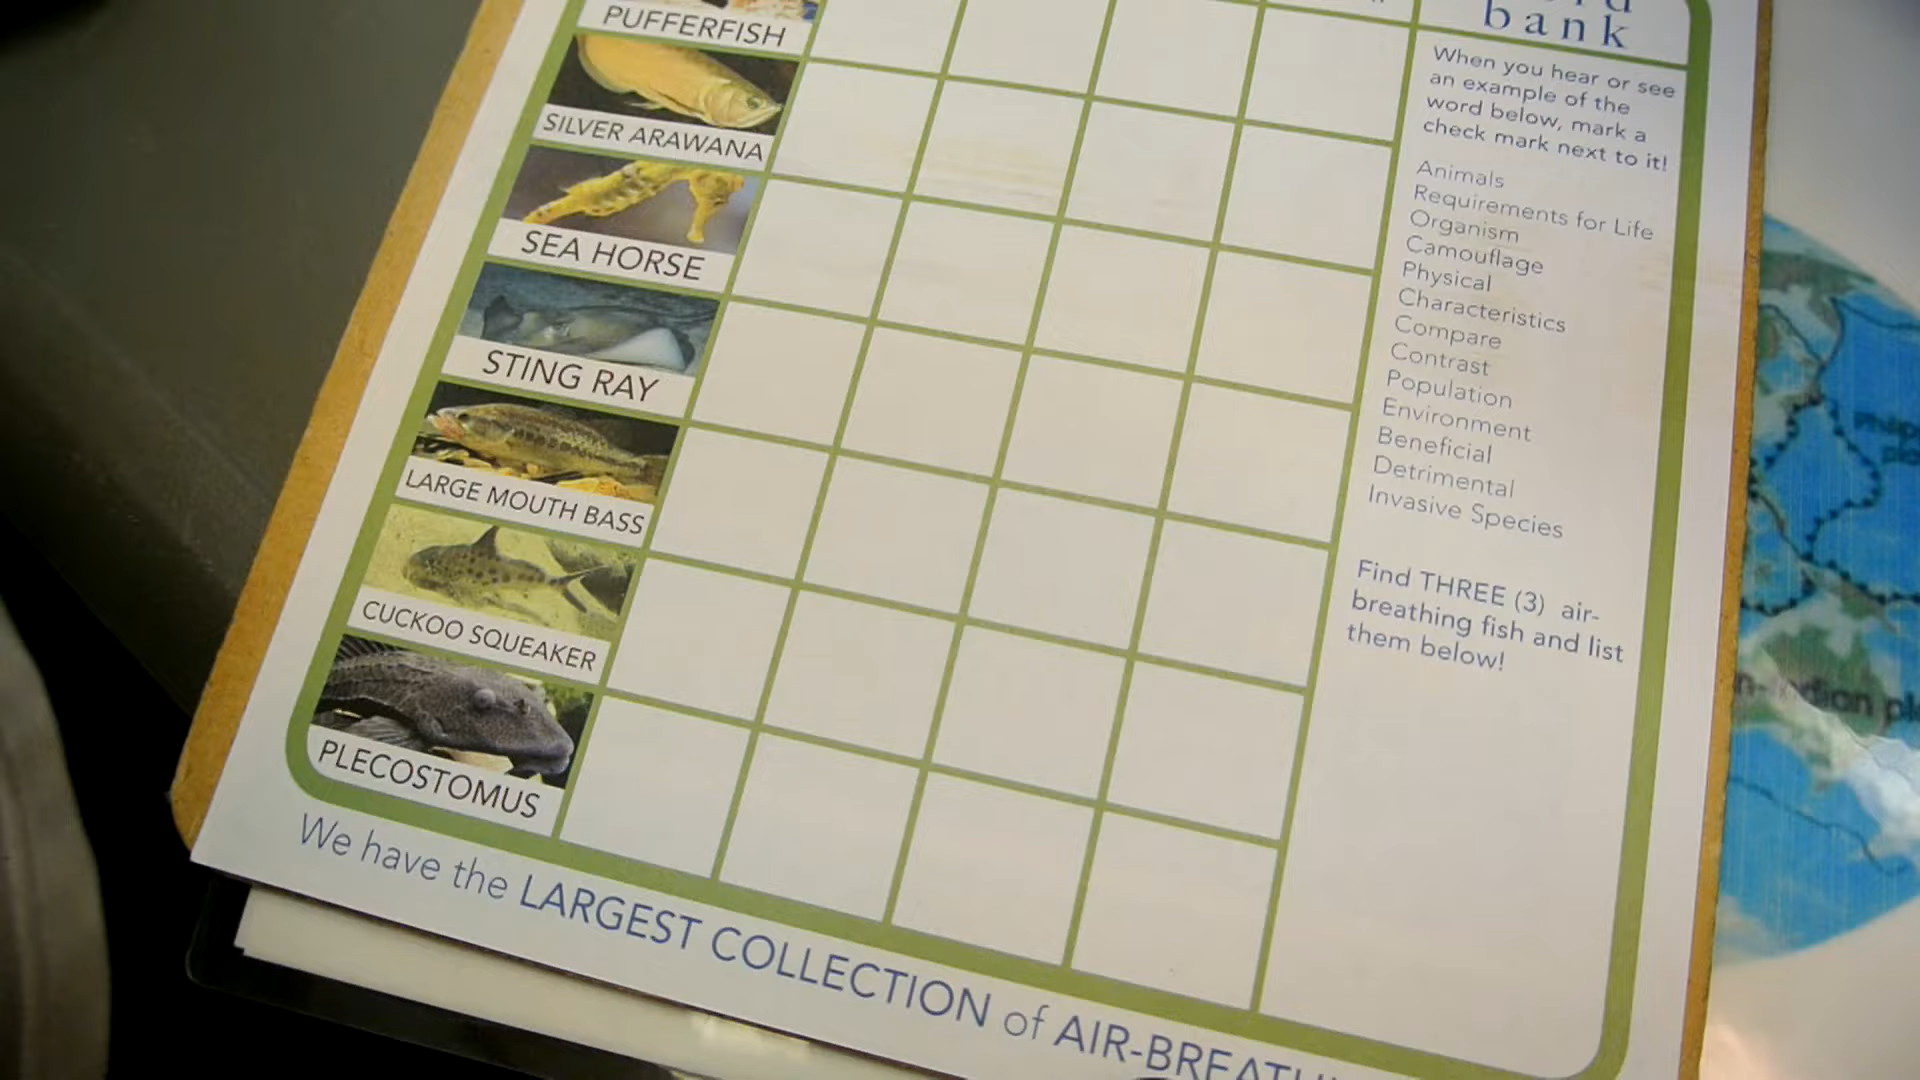 PUFFERFISH
SILVER ARAWANA
SEA HORSE
STING RAY
LARGE MOUTH BASS
CUCKOO SQUEAKER
PLECOSTOMUS
We have the LARGEST COLLECTION of
bank
When you hear or see
an example of the
word below, mark a
check mark next to it!
Animals
Requirements for Life
Organism
Camouflage
Physical
Characteristics
Compare
Contrast
Population
Environment
Beneficial
Detrimental
Invasive Species
Find THREE (3) air-
breathing fish and list
them below!